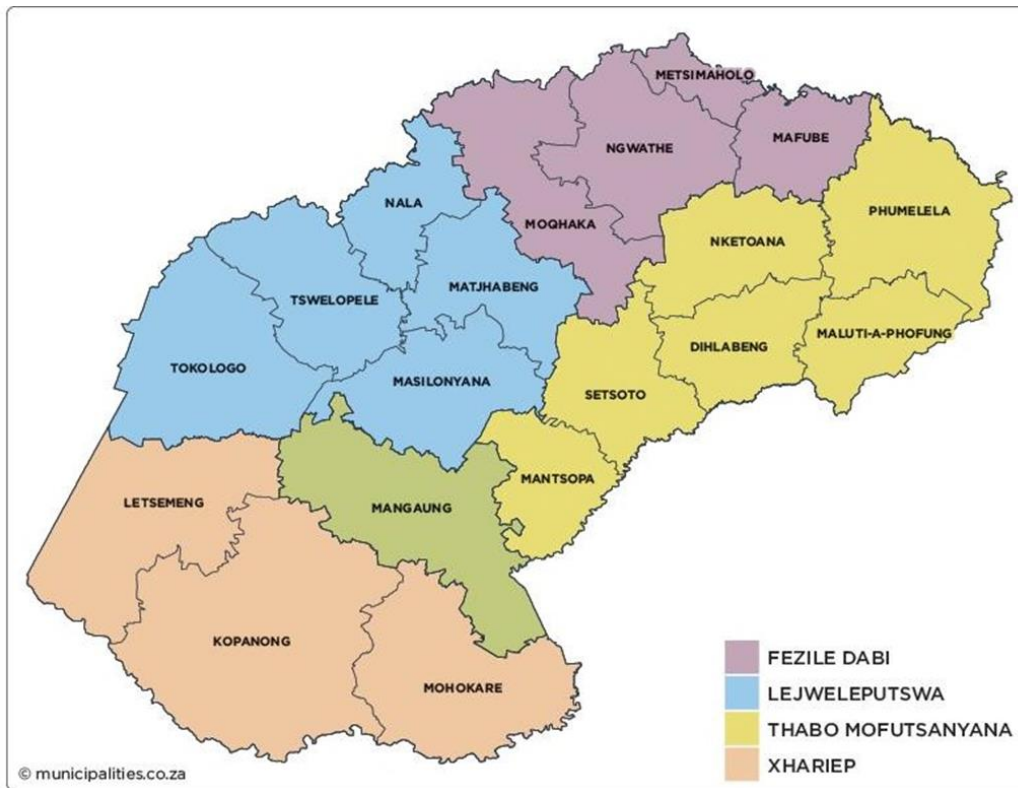 METSIMAHOLO
NGWATHE
MAFUBE
NALA
MOQHAKA
PHUMELELA
NKETOANA
TSWELOPELE
MATJHABENG
MALUTI-A-PHOFUNG
DIHLABENG
TOKOLOGO
MASILONYANA
SETSOTO
MANTSOPA
LETSEMENG
MANGAUNG
KOPANONG
MOHOKARE
FEZILE DABI
LEJWELEPUTSWA
THABO MOFUTSANYANA
XHARIEP
© municipalities.co.za